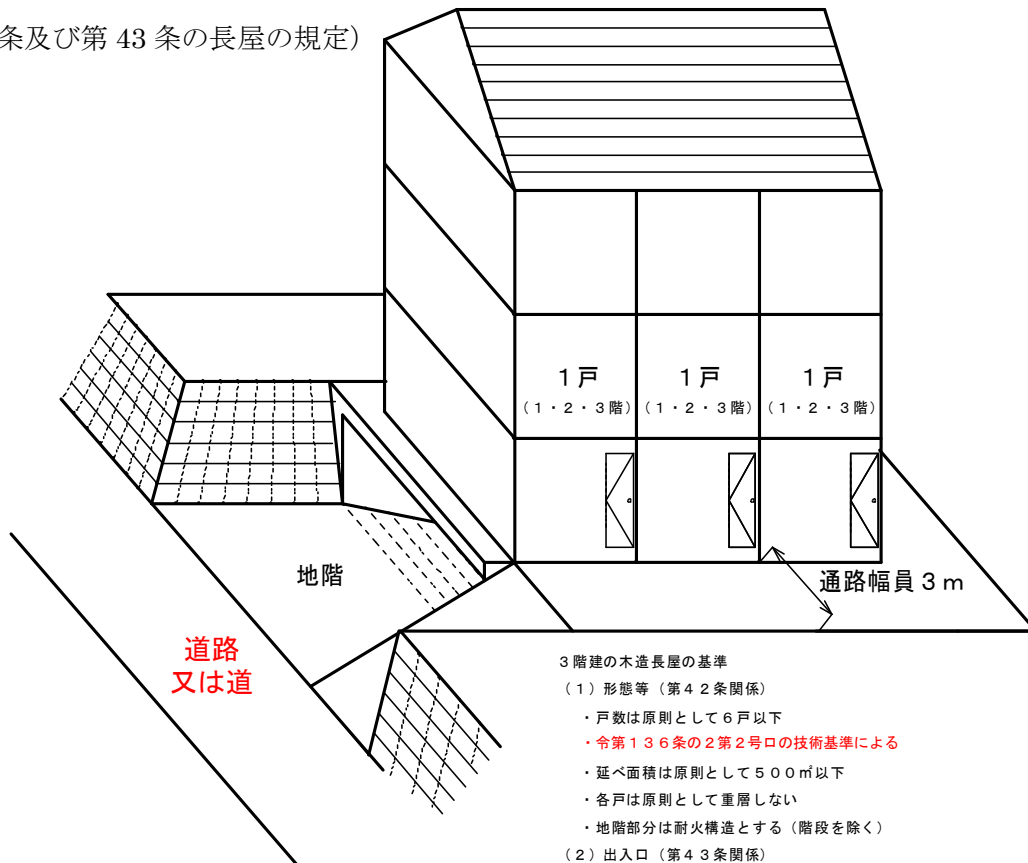 条及び第 43 条の長屋の規定）
１戸
１戸
１戸
（１・２・３階）
（１・２・３階）
（１・２・３階）
地階
通路幅員３ｍ
道路
又は道
３階建の木造長屋の基準
（１）形態等（第４２条関係）
・戸数は原則として６戸以下
・令第１３６条の２第２号ロの技術基準による
・延べ面積は原則として５００㎡以下
・各戸は原則として重層しない
・地階部分は耐火構造とする（階段を除く）
（２）出入口（第４３条関係）